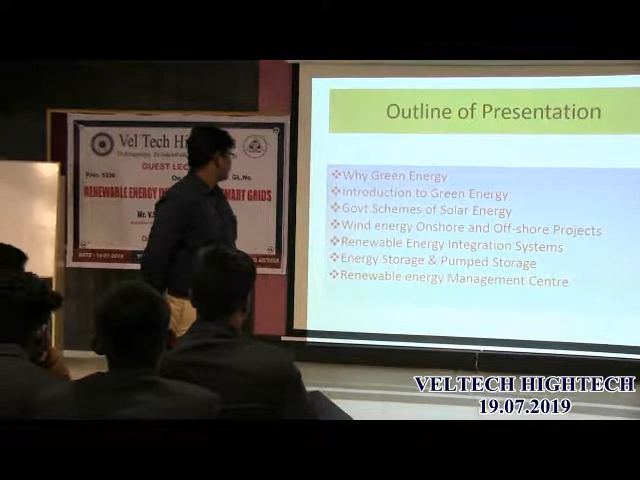 Vel Tech Hi
GUEST LEC
RENEWABLE ENERGY MART GRIDS
Mr. V.S
Outline of Presentation
❖Why Green Energy
❖Introduction to Green Energy
❖Govt.Schemes of Solar Energy
❖Wind energy Onshore and Off-shore Projects
❖Renewable Energy Integration Systems
❖Energy Storage & Pumped Storage
❖Renewable energy Management Centre
VELTECH HIGHTECH
19.07.2019